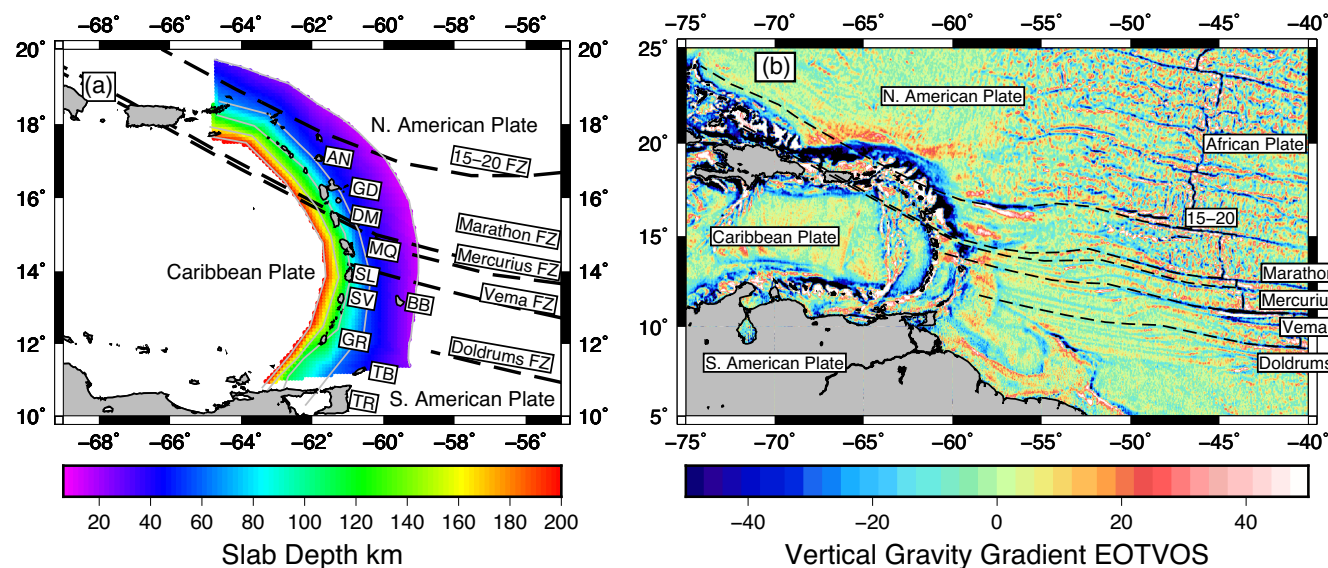 −68° −66° −64° −62° −60° −58° −56°
20° 20°
18° 18°
16° 16°
14° 14°
12° 12°
10° 10°
(a)
N. American Plate
15−20 FZ
AN
GD
DM
Marathon FZ
MQ
Mercurius FZ
Caribbean Plate
SL
Vema FZ
SV
BB
GR
Doldrums FZ
TB
S. American Plate
TR
−68° −66° −64° −62° −60° −58° −56°
20 40 60 80 100 120 140 160 180 200
Slab Depth km
−75° −70° −65° −60° −55° −50° −45° −40°
25° 25°
20° 20°
15° 15°
10° 10°
5° 5°
(b)
N. American Plate
African Plate
15−20
Caribbean Plate
Marathon
Mercuriu
Vema
S. American Plate
Doldrums
−75° −70° −65° −60° −55° −50° −45° −40°
−40 −20 0 20 40
Vertical Gravity Gradient EOTVOS